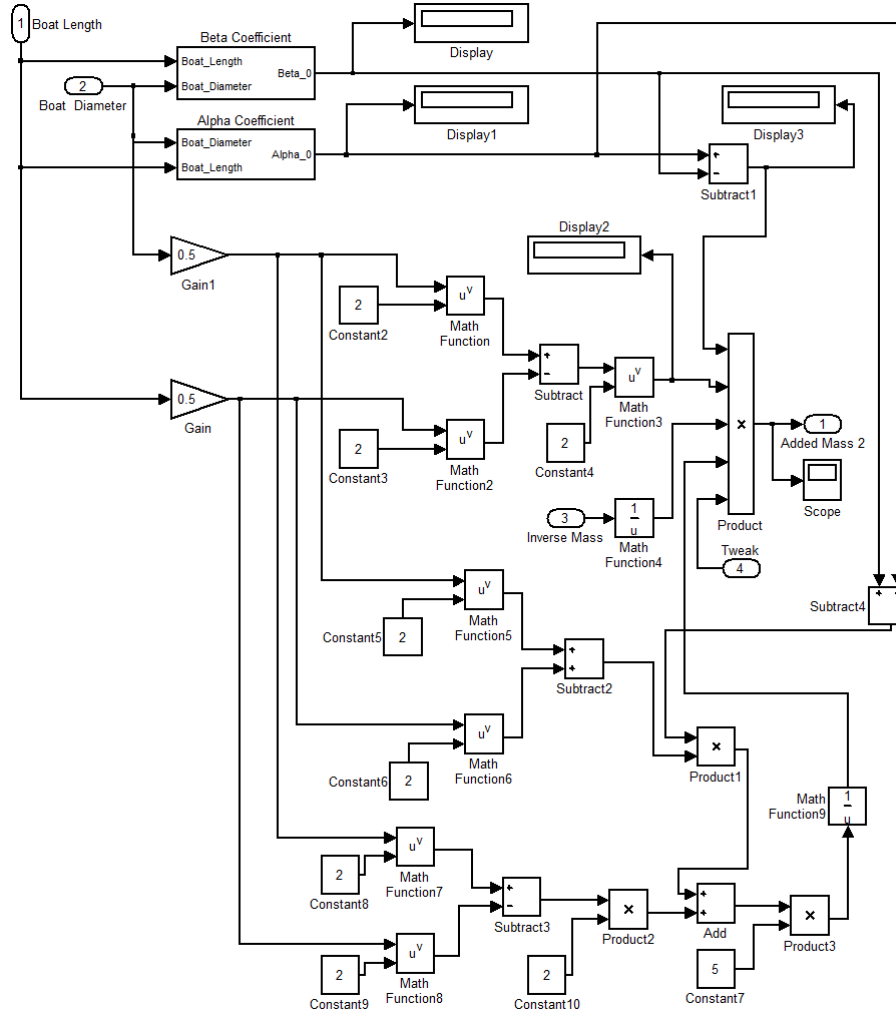 1
Boat Length
Beta Coefficient
Boat_Length
Beta_0
Boat_Diameter
2
Boat Diameter
Display
Alpha Coefficient
Boat_Diameter
Alpha_0
Boat_Length
Display1
Display3
+
-
Subtract1
0.5
Gain1
Display2
2
Constant2
u^v
Math
Function
+
-
Subtract
u^v
Math
Function3
0.5
Gain
2
Constant3
u^v
Math
Function2
2
Constant4
×
Product
1
Added Mass 2
Scope
3
Inverse Mass
1
u
Math
Function4
Tweak
4
+
+
Subtract4
2
Constant5
u^v
Math
Function5
+
+
Subtract2
2
Constant6
u^v
Math
Function6
×
Product1
Math
Function9
1
u
2
Constant8
u^v
Math
Function7
+
-
Subtract3
×
Product2
+
+
Add
×
Product3
2
Constant9
u^v
Math
Function8
2
Constant10
5
Constant7